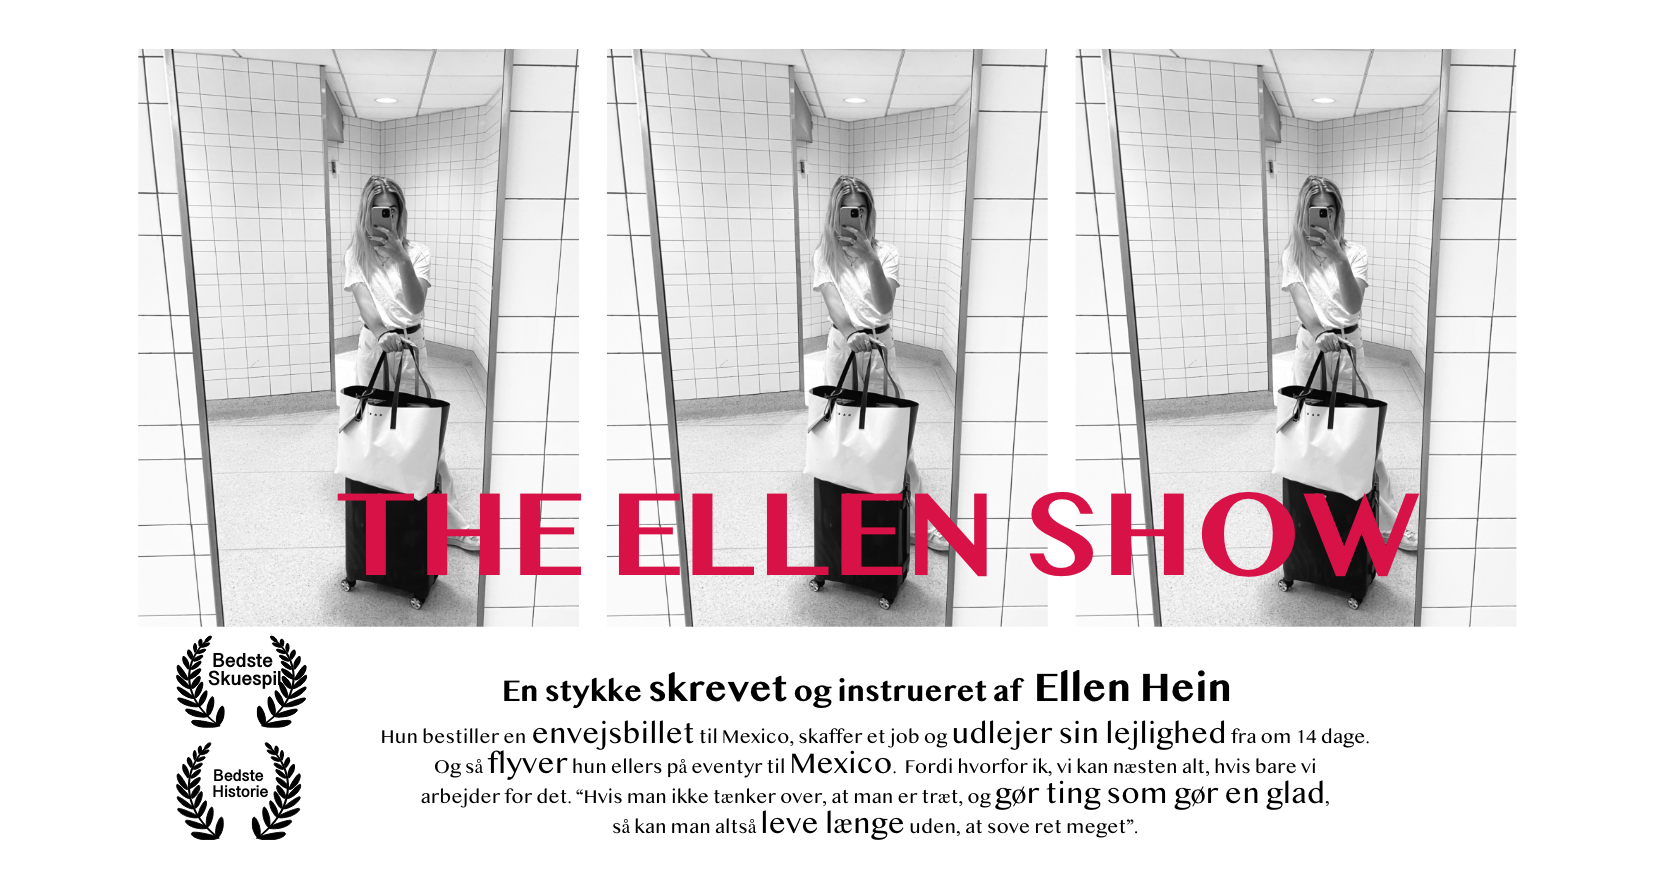 THE ELLEN SHOW
Bedste
Skuespil
Bedste
Historie
En stykke skrevet og instrueret af Ellen Hein
Hun bestiller en envejsbillet til Mexico, skaffer et job og udlejer sin lejlighed fra om 14 dage.
Og så flyver hun ellers på eventyr til Mexico. Fordi hvorfor ik, vi kan næsten alt, hvis bare vi
arbejder for det. “Hvis man ikke tænker over, at man er træt, og gør ting som gør en glad,
så kan man altså leve længe uden, at sove ret meget”.